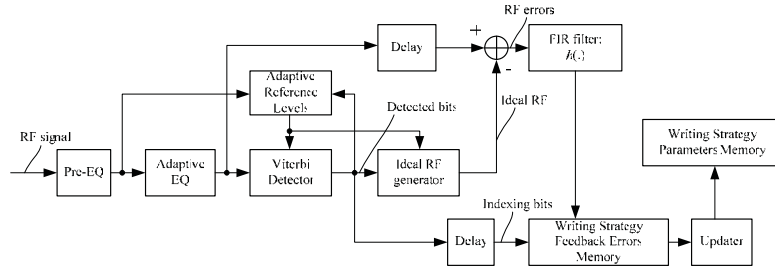 RF errors
+
Delay
FIR filter:
h(.)
-
Adaptive
Reference
Levels
Detected bits
Ideal RF
RF signal
Pre-EQ
Adaptive
EQ
Viterbi
Detector
Ideal RF
generator
Writing Strategy
Parameters Memory
Indexing bits
Delay
Writing Strategy
Feedback Errors
Memory
Updater